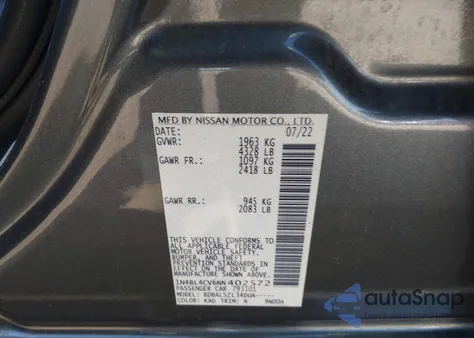 MFD BY NISSAN MOTOR CO., LTD.
DATE: 07/22
GVWR: 1963 KG
4328 LB
GAWR FR.: 1097 KG
2418 LB
GAWR RR.: 945 KG
2083 LB
THIS VEHICLE CONFORMS TO
ALL APPLICABLE FEDERAL
MOTOR VEHICLE SAFETY,
BUMPER, AND THEFT
PREVENTION STANDARDS IN
EFFECT ON THE DATE OF
MANUFACTURE SHOWN ABOVE.
1N4BL4CV6NN402572
PASSENGER CAR 793101
MODEL: BDBALSZL34DUA-----
COLOR: KAD TRIM: N 9N00A
autoSnap